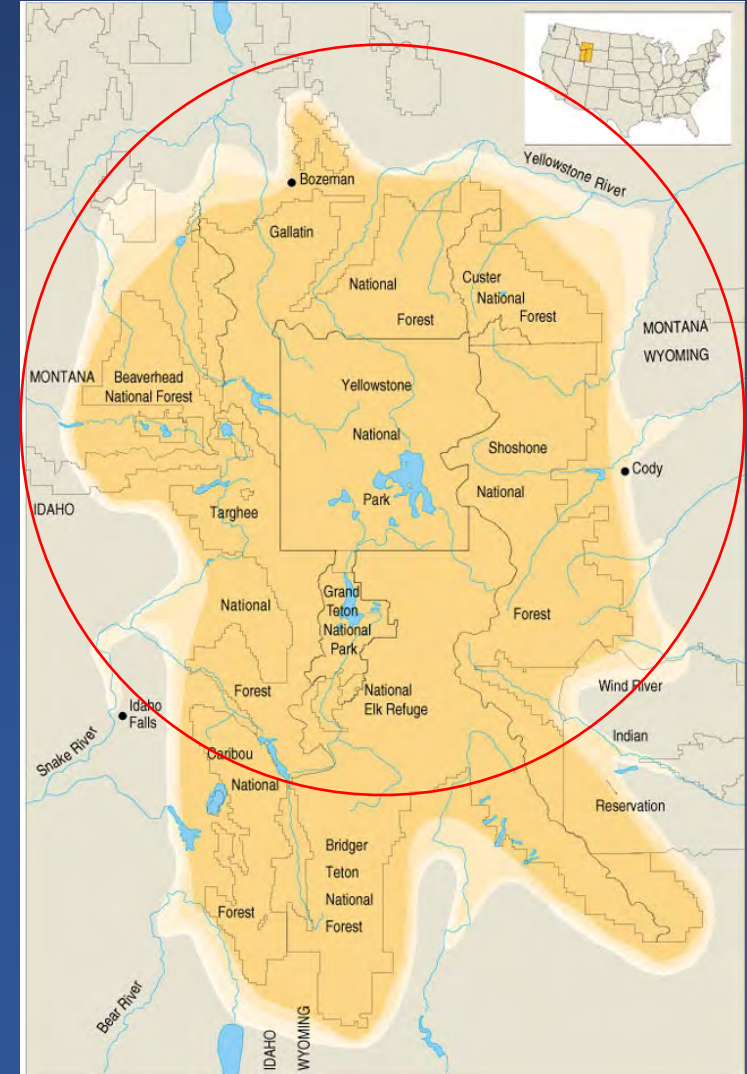 Yellowstone River
Bozeman
Gallatin
National
Forest
Custer
National
Forest
MONTANA
WYOMING
MONTANA
Beaverhead
National Forest
Yellowstone
National
Park
Shoshone
National
Forest
Cody
IDAHO
Targhee
National
Forest
Grand
Teton
National
Park
National
Elk Refuge
Wind River
Indian
Reservation
Idaho
Falls
Snake River
Caribou
National
Forest
Bridger
Teton
National
Forest
Bear River
IDAHO
WYOMING